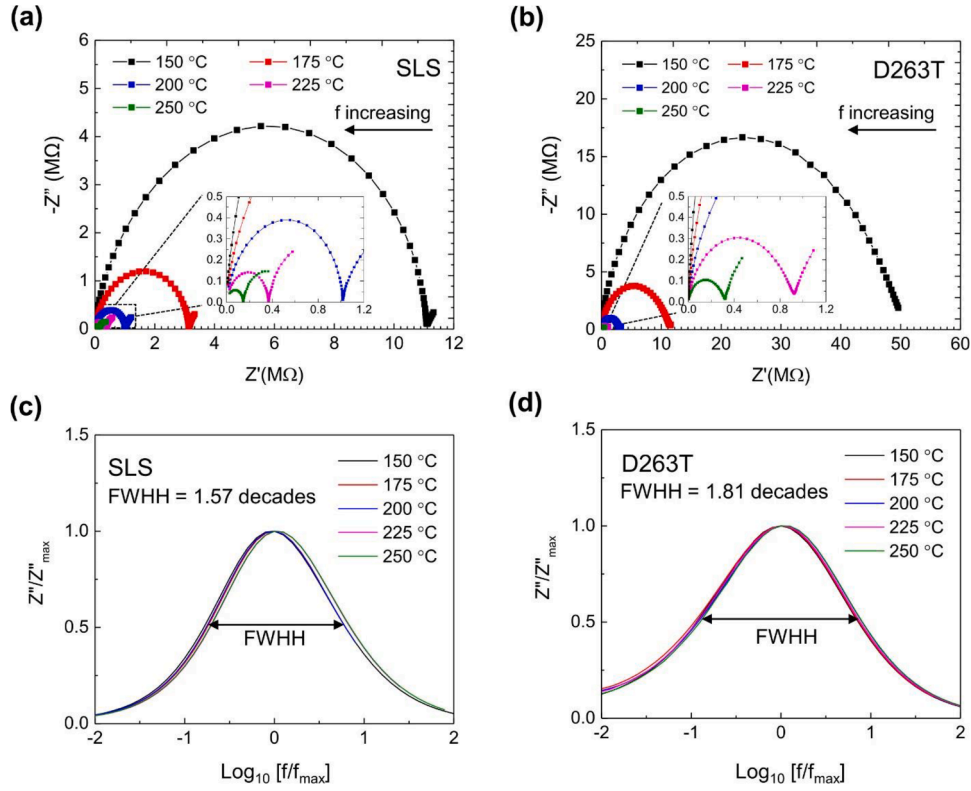 (a)
6
5
4
3
2
1
0
-Z″ (MΩ)
150 °C 175 °C
200 °C 225 °C
250 °C
SLS
f increasing
0.5
0.4
0.3
0.2
0.1
0.0
0.0 0.4 0.8 1.2
0 2 4 6 8 10 12
Z'(MΩ)
(b)
25
20
15
10
5
0
-Z″ (MΩ)
150 °C 175 °C
200 °C 225 °C
250 °C
D263T
f increasing
0.5
0.4
0.3
0.2
0.1
0.0
0.0 0.4 0.8 1.2
0 10 20 30 40 50 60
Z'(MΩ)
(c)
1.5
1.0
0.5
0.0
Z″/Z″max
SLS
FWHH = 1.57 decades
150 °C
175 °C
200 °C
225 °C
250 °C
FWHH
-2 -1 0 1 2
Log10 [f/fmax]
(d)
1.5
1.0
0.5
0.0
Z″/Z″max
D263T
FWHH = 1.81 decades
150 °C
175 °C
200 °C
225 °C
250 °C
FWHH
-2 -1 0 1 2
Log10 [f/fmax]